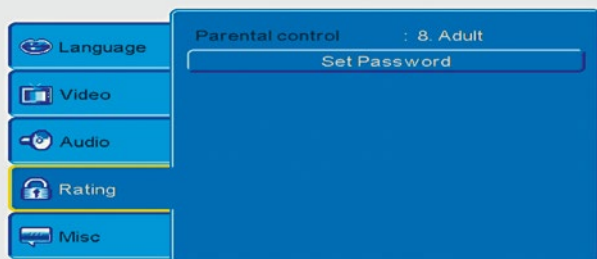 Language
Video
Audio
Rating
Misc
Parental control : 8. Adult
Set Password